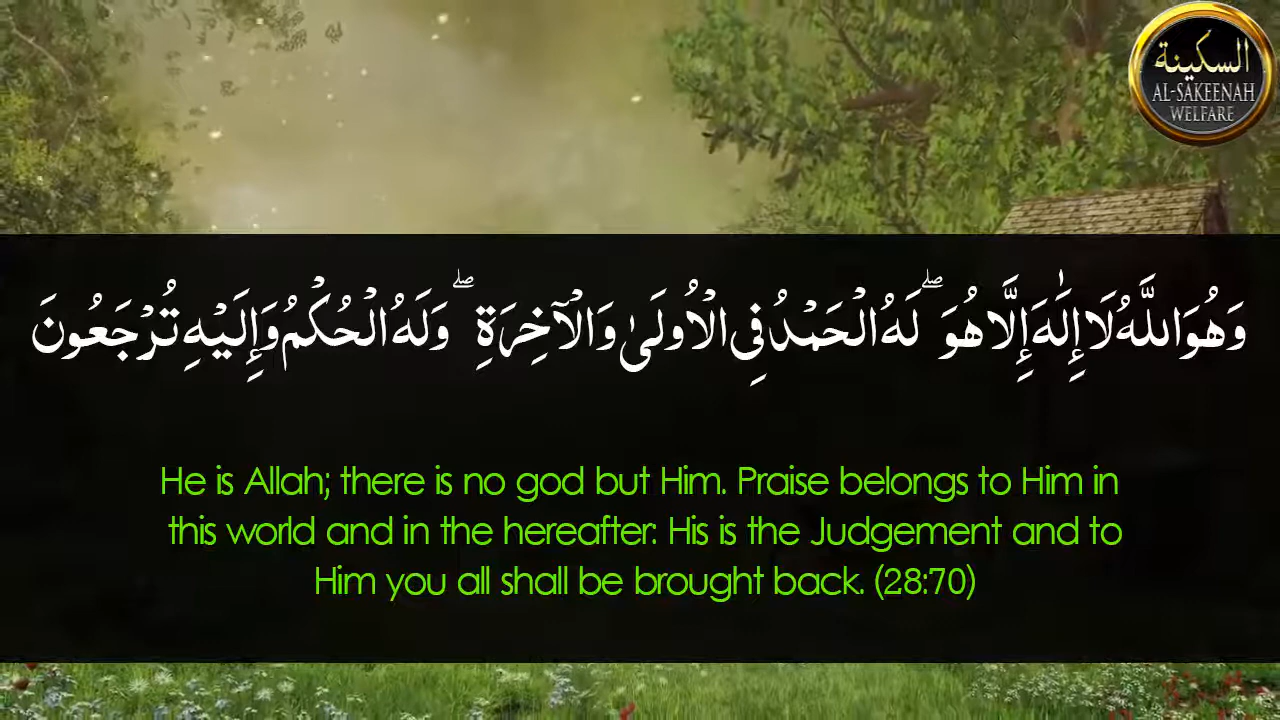 السكينة
AL-SAKEENAH
WELFARE
وَهُوَ اللَّهُ لَا إِلَٰهَ إِلَّا هُوَ ۖ لَهُ الْحَمْدُ فِي الْأُولَىٰ وَالْآخِرَةِ ۖ وَلَهُ الْحُكْمُ وَإِلَيْهِ تُرْجَعُونَ
He is Allah; there is no god but Him. Praise belongs to Him in
this world and in the hereafter: His is the Judgement and to
Him you all shall be brought back. (28:70)